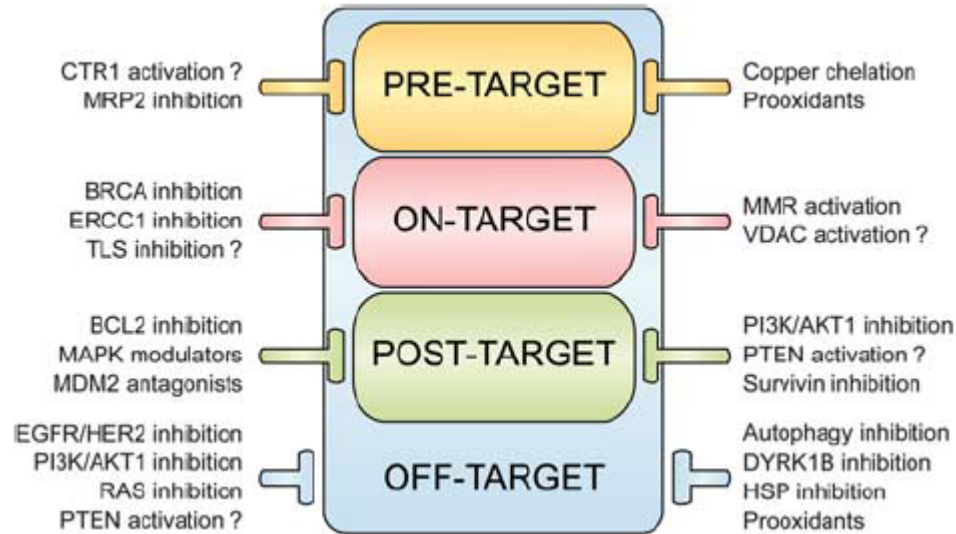 CTR1 activation ?
MRP2 inhibition
PRE-TARGET
Copper chelation
Prooxidants
BRCA inhibition
ERCC1 inhibition
TLS inhibition ?
ON-TARGET
MMR activation
VDAC activation ?
BCL2 inhibition
MAPK modulators
MDM2 antagonists
POST-TARGET
PI3K/AKT1 inhibition
PTEN activation ?
Survivin inhibition
EGFR/HER2 inhibition
PI3K/AKT1 inhibition
RAS inhibition
PTEN activation ?
OFF-TARGET
Autophagy inhibition
DYRK1B inhibition
HSP inhibition
Prooxidants